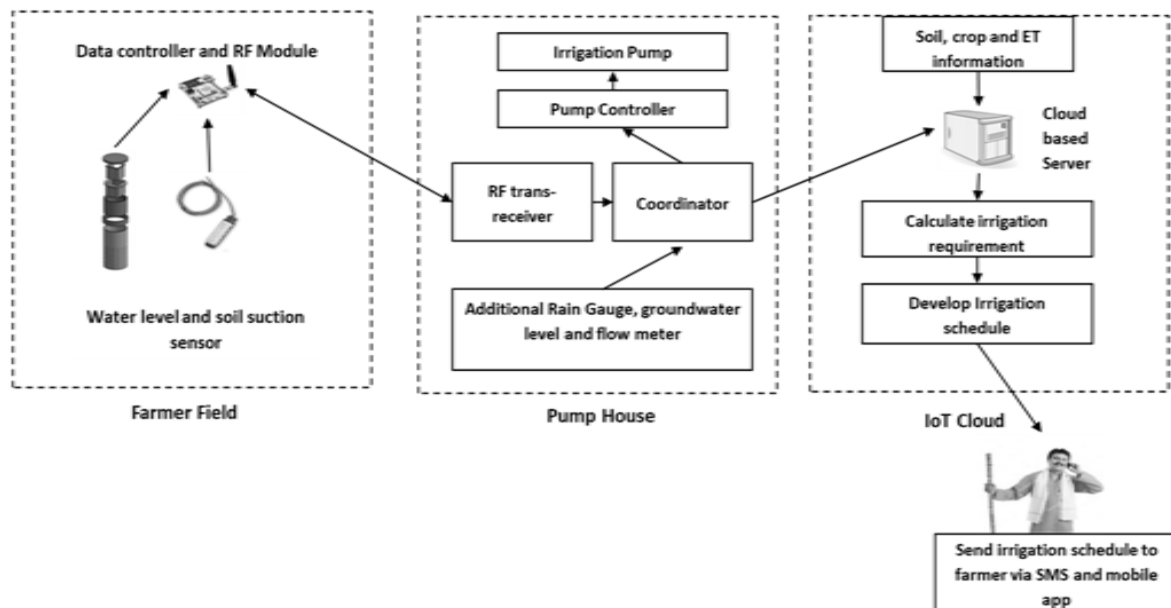 Data controller and RF Module
Water level and soil suction
sensor
Farmer Field
Irrigation Pump
Pump Controller
RF trans-
receiver
Coordinator
Additional Rain Gauge, groundwater
level and flow meter
Pump House
Soil, crop and ET
information
Cloud
based
Server
Calculate irrigation
requirement
Develop Irrigation
schedule
IoT Cloud
Send irrigation schedule to
farmer via SMS and mobile
app